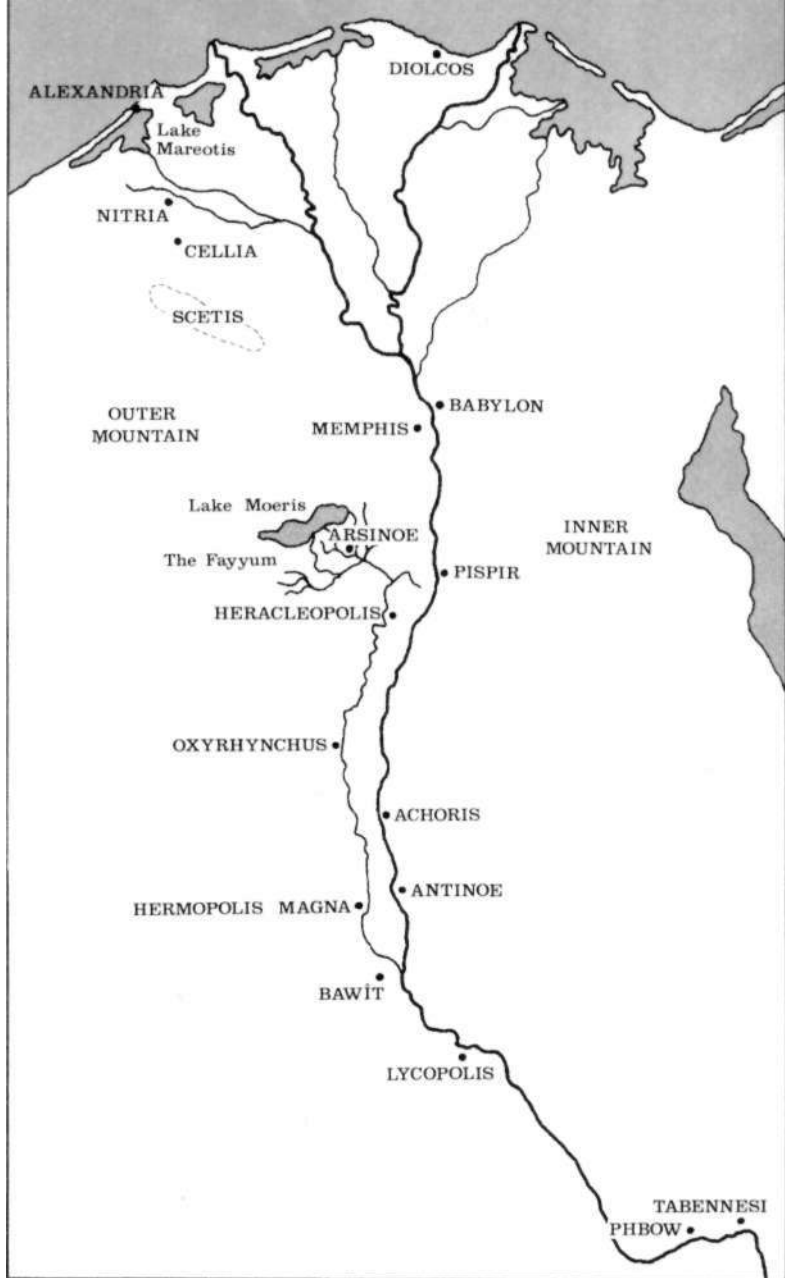 DIOLCOS
ALEXANDRIA
Lake
Mareotis
NITRIA
CELLIA
SCETIS
BABYLON
OUTER
MOUNTAIN
MEMPHIS
Lake Moeris
ARSINOE
INNER
MOUNTAIN
The Fayyum
PISPIR
HERACLEOPOLIS
OXYRHYNCHUS
ACHORIS
ANTINOE
HERMOPOLIS MAGNA
BAWÎT
LYCOPOLIS
TABENNESI
PHBOW